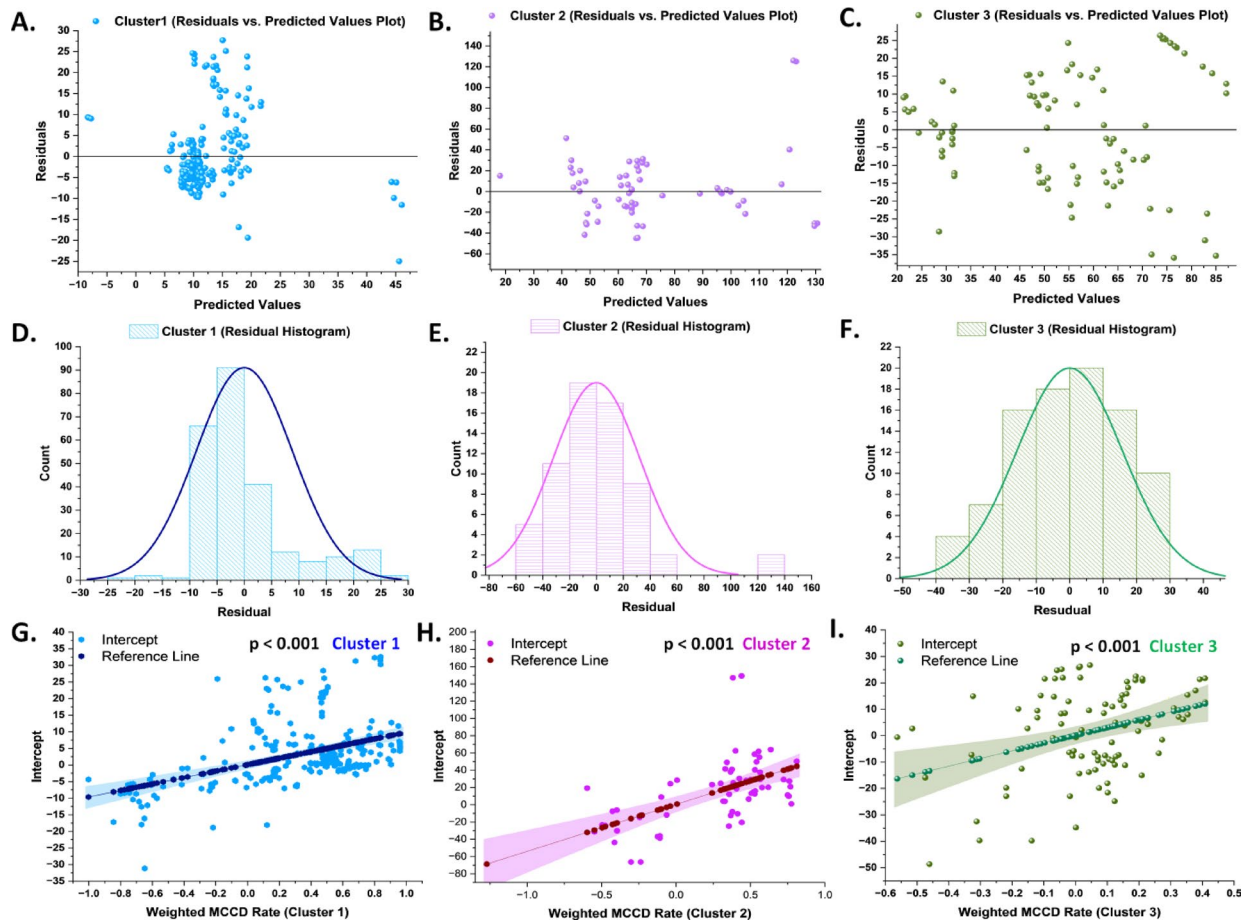 A.
Cluster1 (Residuals vs. Predicted Values Plot)
30
25
20
15
10
5
0
−5
−10
−15
−20
−25
Residuals
−10 −5 0 5 10 15 20 25 30 35 40 45
Predicted Values
B.
Cluster 2 (Residuals vs. Predicted Values Plot)
140
120
100
80
60
40
20
0
−20
−40
−60
Residuals
20 30 40 50 60 70 80 90 100 110 120 130
Predicted Values
C.
Cluster 3 (Residuals vs. Predicted Values Plot)
25
20
15
10
5
0
−5
−10
−15
−20
−25
−30
−35
Residuals
20 25 30 35 40 45 50 55 60 65 70 75 80 85
Predicted Values
D.
Cluster 1 (Residual Histogram)
100
90
80
70
60
50
40
30
20
10
0
Count
−30 −25 −20 −15 −10 −5 0 5 10 15 20 25 30
Residual
E.
Cluster 2 (Residual Histogram)
22
20
18
16
14
12
10
8
6
4
2
0
Count
−80 −60 −40 −20 0 20 40 60 80 100 120 140 160
Residual
F.
Cluster 3 (Residual Histogram)
22
20
18
16
14
12
10
8
6
4
2
0
Count
−50 −40 −30 −20 −10 0 10 20 30 40
Resudual
G.
Intercept
Reference Line
p < 0.001 Cluster 1
40
35
30
25
20
15
10
5
0
−5
−10
−15
−20
−25
−30
−35
Intercept
−1.0 −0.8 −0.6 −0.4 −0.2 0.0 0.2 0.4 0.6 0.8 1.0
Weighted MCCD Rate (Cluster 1)
H.
Intercept
Reference Line
p < 0.001 Cluster 2
200
180
160
140
120
100
80
60
40
20
0
−20
−40
−60
−80
Intercept
−1.0 −0.5 0.0 0.5 1.0
Weighted MCCD Rate (Cluster 2)
I.
Intercept
Reference Line
p < 0.001 Cluster 3
40
30
20
10
0
−10
−20
−30
−40
−50
Intercept
−0.5 −0.4 −0.3 −0.2 −0.1 0.0 0.1 0.2 0.3 0.4 0.5
Weighted MCCD Rate (Cluster 3)